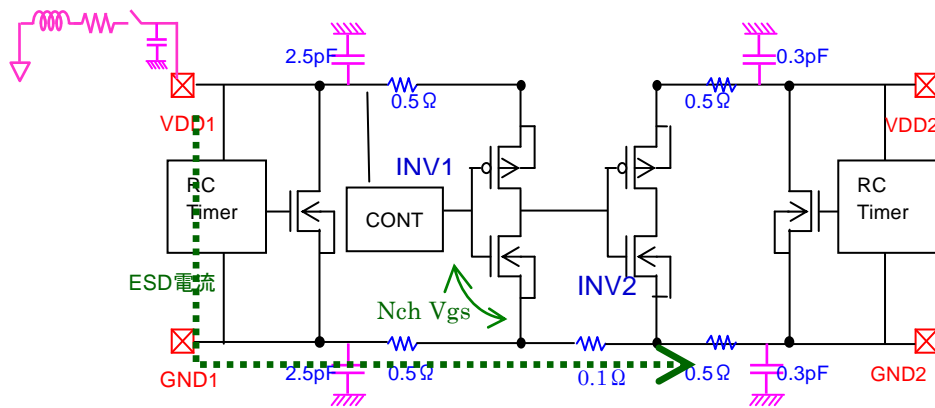 2.5pF
0.3pF
0.5Ω
0.5Ω
VDD1
VDD2
INV1
RC
Timer
CONT
RC
Timer
ESD電流
INV2
Nch Vgs
GND1
2.5pF
0.5Ω
0.1Ω
0.5Ω
0.3pF
GND2